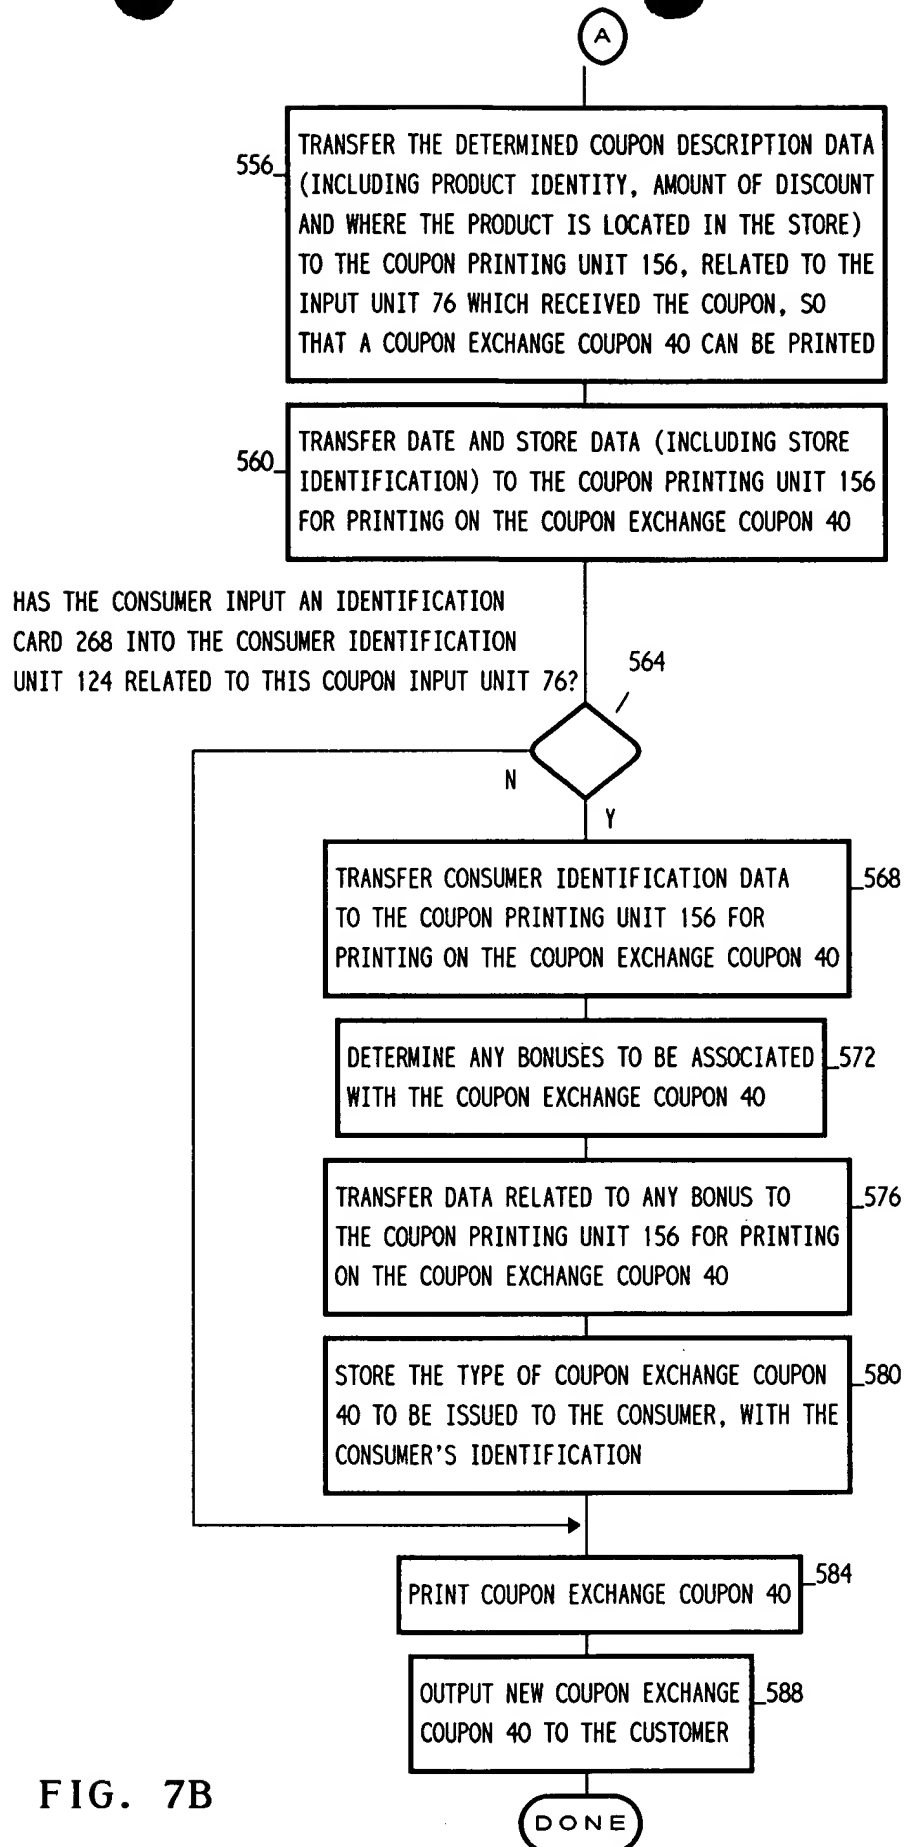 A
556
TRANSFER THE DETERMINED COUPON DESCRIPTION DATA
(INCLUDING PRODUCT IDENTITY, AMOUNT OF DISCOUNT
AND WHERE THE PRODUCT IS LOCATED IN THE STORE)
TO THE COUPON PRINTING UNIT 156, RELATED TO THE
INPUT UNIT 76 WHICH RECEIVED THE COUPON, SO
THAT A COUPON EXCHANGE COUPON 40 CAN BE PRINTED
560
TRANSFER DATE AND STORE DATA (INCLUDING STORE
IDENTIFICATION) TO THE COUPON PRINTING UNIT 156
FOR PRINTING ON THE COUPON EXCHANGE COUPON 40
HAS THE CONSUMER INPUT AN IDENTIFICATION
CARD 268 INTO THE CONSUMER IDENTIFICATION
UNIT 124 RELATED TO THIS COUPON INPUT UNIT 76?
564
N
Y
TRANSFER CONSUMER IDENTIFICATION DATA
TO THE COUPON PRINTING UNIT 156 FOR
PRINTING ON THE COUPON EXCHANGE COUPON 40
568
DETERMINE ANY BONUSES TO BE ASSOCIATED
WITH THE COUPON EXCHANGE COUPON 40
572
TRANSFER DATA RELATED TO ANY BONUS TO
THE COUPON PRINTING UNIT 156 FOR PRINTING
ON THE COUPON EXCHANGE COUPON 40
576
STORE THE TYPE OF COUPON EXCHANGE COUPON
40 TO BE ISSUED TO THE CONSUMER, WITH THE
CONSUMER'S IDENTIFICATION
580
PRINT COUPON EXCHANGE COUPON 40
584
OUTPUT NEW COUPON EXCHANGE
COUPON 40 TO THE CUSTOMER
588
FIG. 7B
DONE